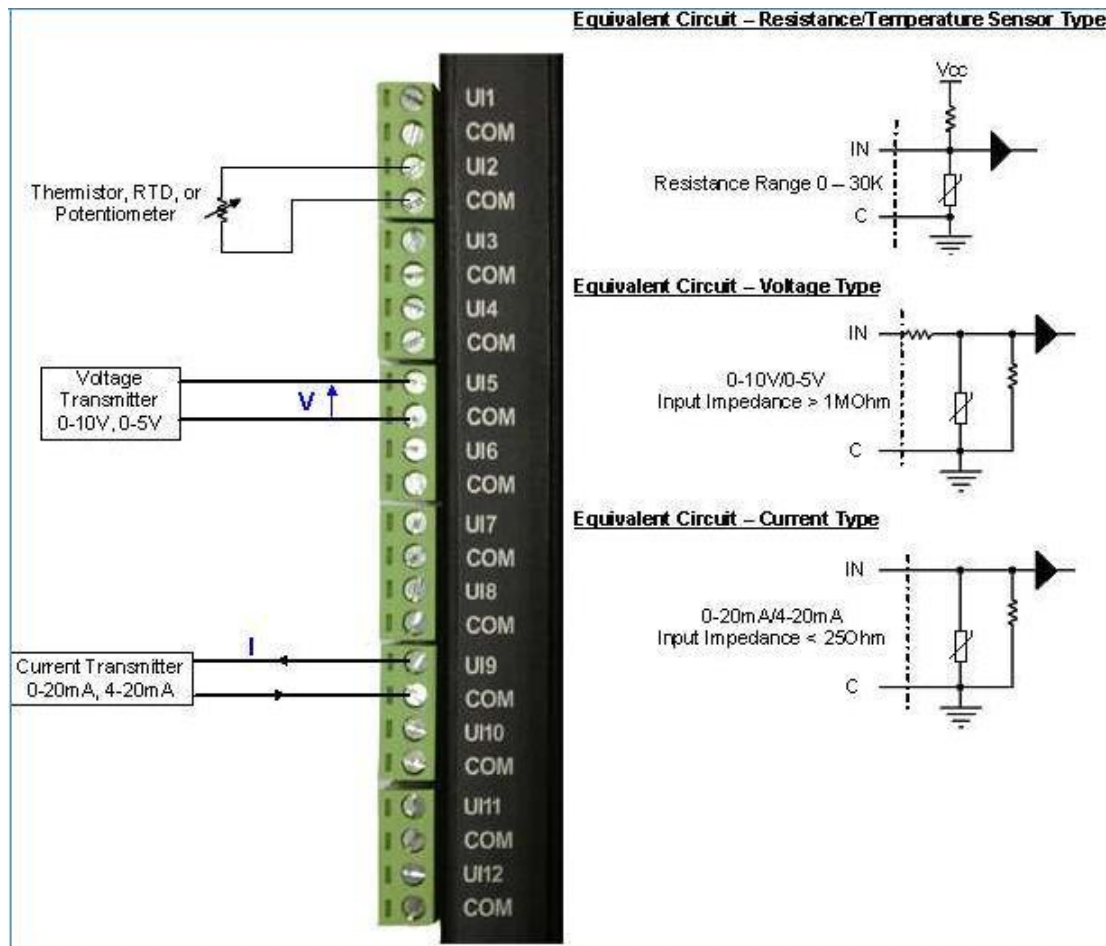 Equivalent Circuit – Resistance/Temperature Sensor Type
Vcc
IN
Resistance Range 0 – 30K
C
Equivalent Circuit – Voltage Type
IN
0-10V/0-5V
Input Impedance > 1MOhm
C
Equivalent Circuit – Current Type
IN
0-20mA/4-20mA
Input Impedance < 25Ohm
C
Thermistor, RTD, or
Potentiometer
Voltage
Transmitter
0-10V, 0-5V
V
I
Current Transmitter
0-20mA, 4-20mA
UI1
COM
UI2
COM
UI3
COM
UI4
COM
UI5
COM
UI6
COM
UI7
COM
UI8
COM
UI9
COM
UI10
COM
UI11
COM
UI12
COM